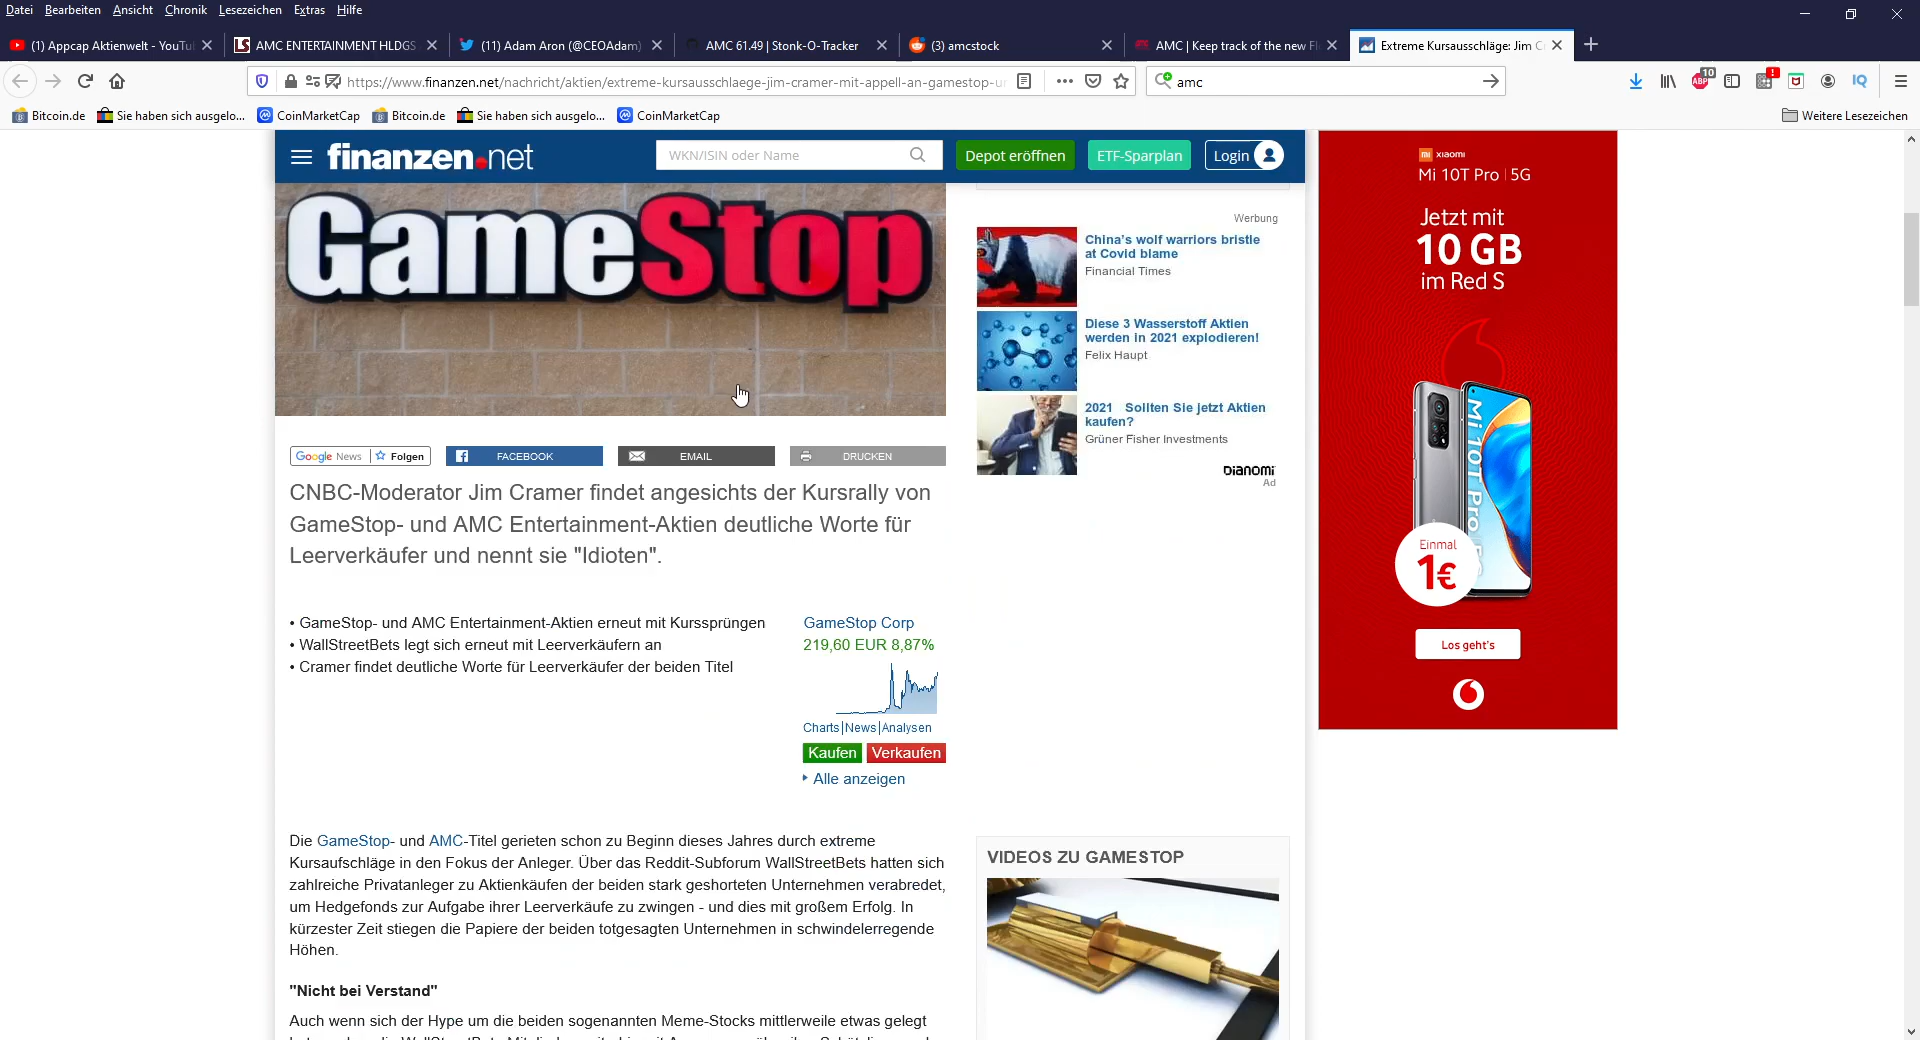 Datei Bearbeiten Ansicht Chronik Lesezeichen Extras Hilfe
(1) Appcap Aktienwelt - YouTu
AMC ENTERTAINMENT HLDGS
(11) Adam Aron (@CEOAdam)
AMC 61.49 | Stonk-O-Tracker
(3) amcstock
AMC | Keep track of the new Fl
Extreme Kursausschläge: Jim C
https://www.finanzen.net/nachricht/aktien/extreme-kursausschlaege-jim-cramer-mit-appell-an-gamestop-ur
amc
ABP 10
!
IQ
Bitcoin.de
Sie haben sich ausgelo...
CoinMarketCap
Bitcoin.de
Sie haben sich ausgelo...
CoinMarketCap
Weitere Lesezeichen
finanzen.net
WKN/ISIN oder Name
Depot eröffnen
ETF-Sparplan
Login
GameStop
Google News Folgen
FACEBOOK
EMAIL
DRUCKEN
CNBC-Moderator Jim Cramer findet angesichts der Kursrally von
GameStop- und AMC Entertainment-Aktien deutliche Worte für
Leerverkäufer und nennt sie "Idioten".
• GameStop- und AMC Entertainment-Aktien erneut mit Kurssprüngen
• WallStreetBets legt sich erneut mit Leerverkäufern an
• Cramer findet deutliche Worte für Leerverkäufer der beiden Titel
GameStop Corp
219,60 EUR 8,87%
Charts|News|Analysen
Kaufen Verkaufen
Alle anzeigen
Die GameStop- und AMC-Titel gerieten schon zu Beginn dieses Jahres durch extreme
Kursaufschläge in den Fokus der Anleger. Über das Reddit-Subforum WallStreetBets hatten sich
zahlreiche Privatanleger zu Aktienkäufen der beiden stark geshorteten Unternehmen verabredet,
um Hedgefonds zur Aufgabe ihrer Leerverkäufe zu zwingen - und dies mit großem Erfolg. In
kürzester Zeit stiegen die Papiere der beiden totgesagten Unternehmen in schwindelerregende
Höhen.
"Nicht bei Verstand"
Auch wenn sich der Hype um die beiden sogenannten Meme-Stocks mittlerweile etwas gelegt
Werbung
China's wolf warriors bristle
at Covid blame
Financial Times
Diese 3 Wasserstoff Aktien
werden in 2021 explodieren!
Felix Haupt
2021 Sollten Sie jetzt Aktien
kaufen?
Grüner Fisher Investments
DIANOMI
Ad
VIDEOS ZU GAMESTOP
mi xiaomi
Mi 10T Pro | 5G
Jetzt mit
10 GB
im Red S
Mi 10T Pro
Einmal
1€
Los geht's